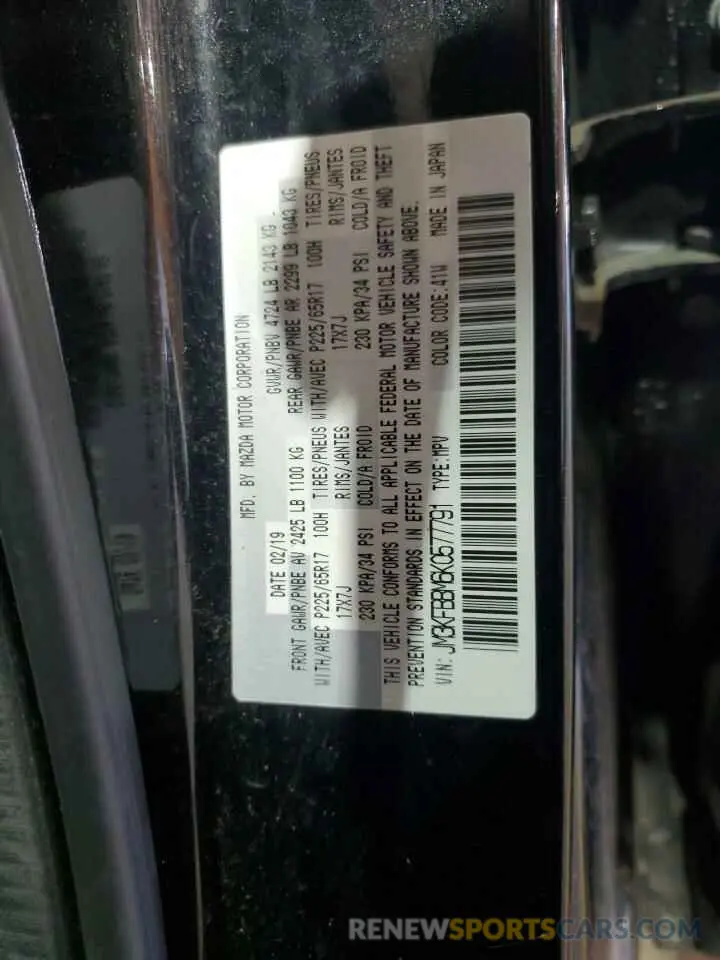 MFD. BY MAZDA MOTOR CORPORATION
DATE 02/19 GVWR/PNBV 4724 LB 2143 KG
FRONT GAWR/PNBE AV 2425 LB 1100 KG REAR GAWR/PNBE AR 2299 LB 1043 KG
WITH/AVEC P225/65R17 100H TIRES/PNEUS WITH/AVEC P225/65R17 100H TIRES/PNEUS
17X7J RIMS/JANTES 17X7J RIMS/JANTES
230 KPA/34 PSI COLD/A FROID 230 KPA/34 PSI COLD/A FROID
THIS VEHICLE CONFORMS TO ALL APPLICABLE FEDERAL MOTOR VEHICLE SAFETY AND THEFT
PREVENTION STANDARDS IN EFFECT ON THE DATE OF MANUFACTURE SHOWN ABOVE.
VIN: JM3KFBBM6K0577791 TYPE:MPV COLOR CODE:41W MADE IN JAPAN
RENEWSPORTSCARS.COM